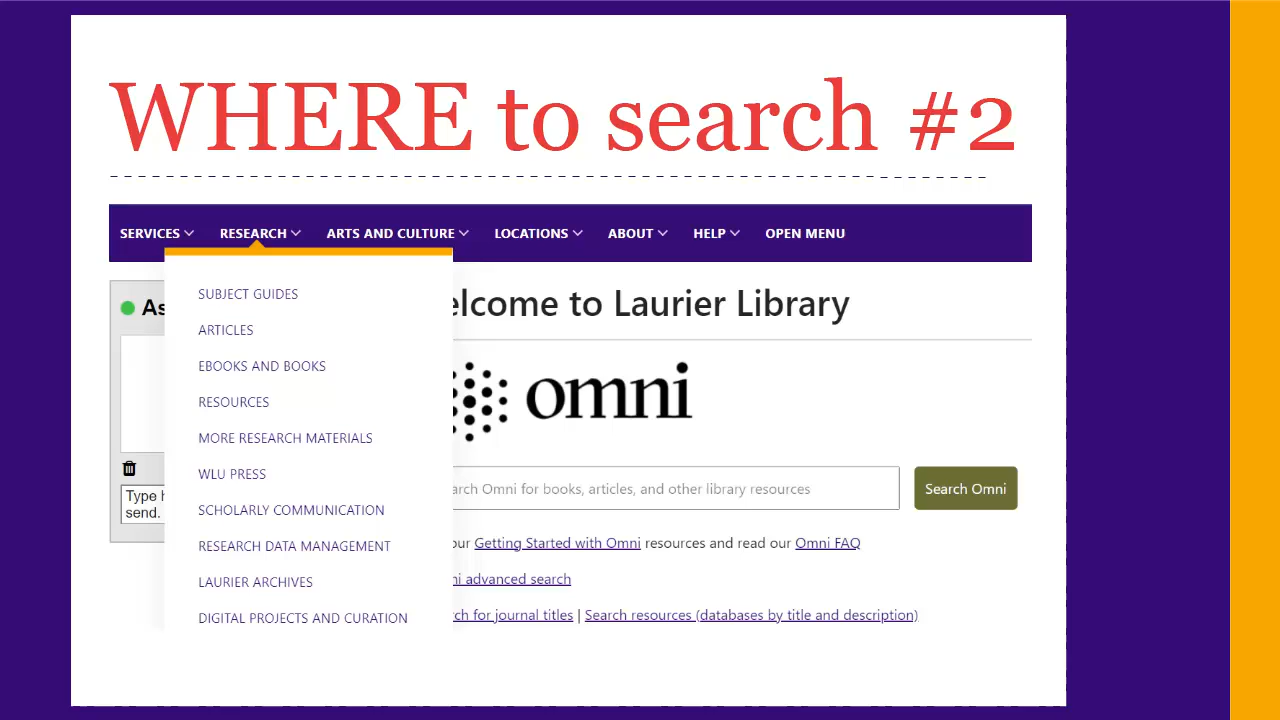 WHERE to search #2
SERVICES RESEARCH ARTS AND CULTURE LOCATIONS ABOUT HELP OPEN MENU
SUBJECT GUIDES
ARTICLES
EBOOKS AND BOOKS
RESOURCES
MORE RESEARCH MATERIALS
WLU PRESS
SCHOLARLY COMMUNICATION
RESEARCH DATA MANAGEMENT
LAURIER ARCHIVES
DIGITAL PROJECTS AND CURATION
As
Type h
send.
elcome to Laurier Library
omni
arch Omni for books, articles, and other library resources
Search Omni
our Getting Started with Omni resources and read our Omni FAQ
ni advanced search
rch for journal titles | Search resources (databases by title and description)